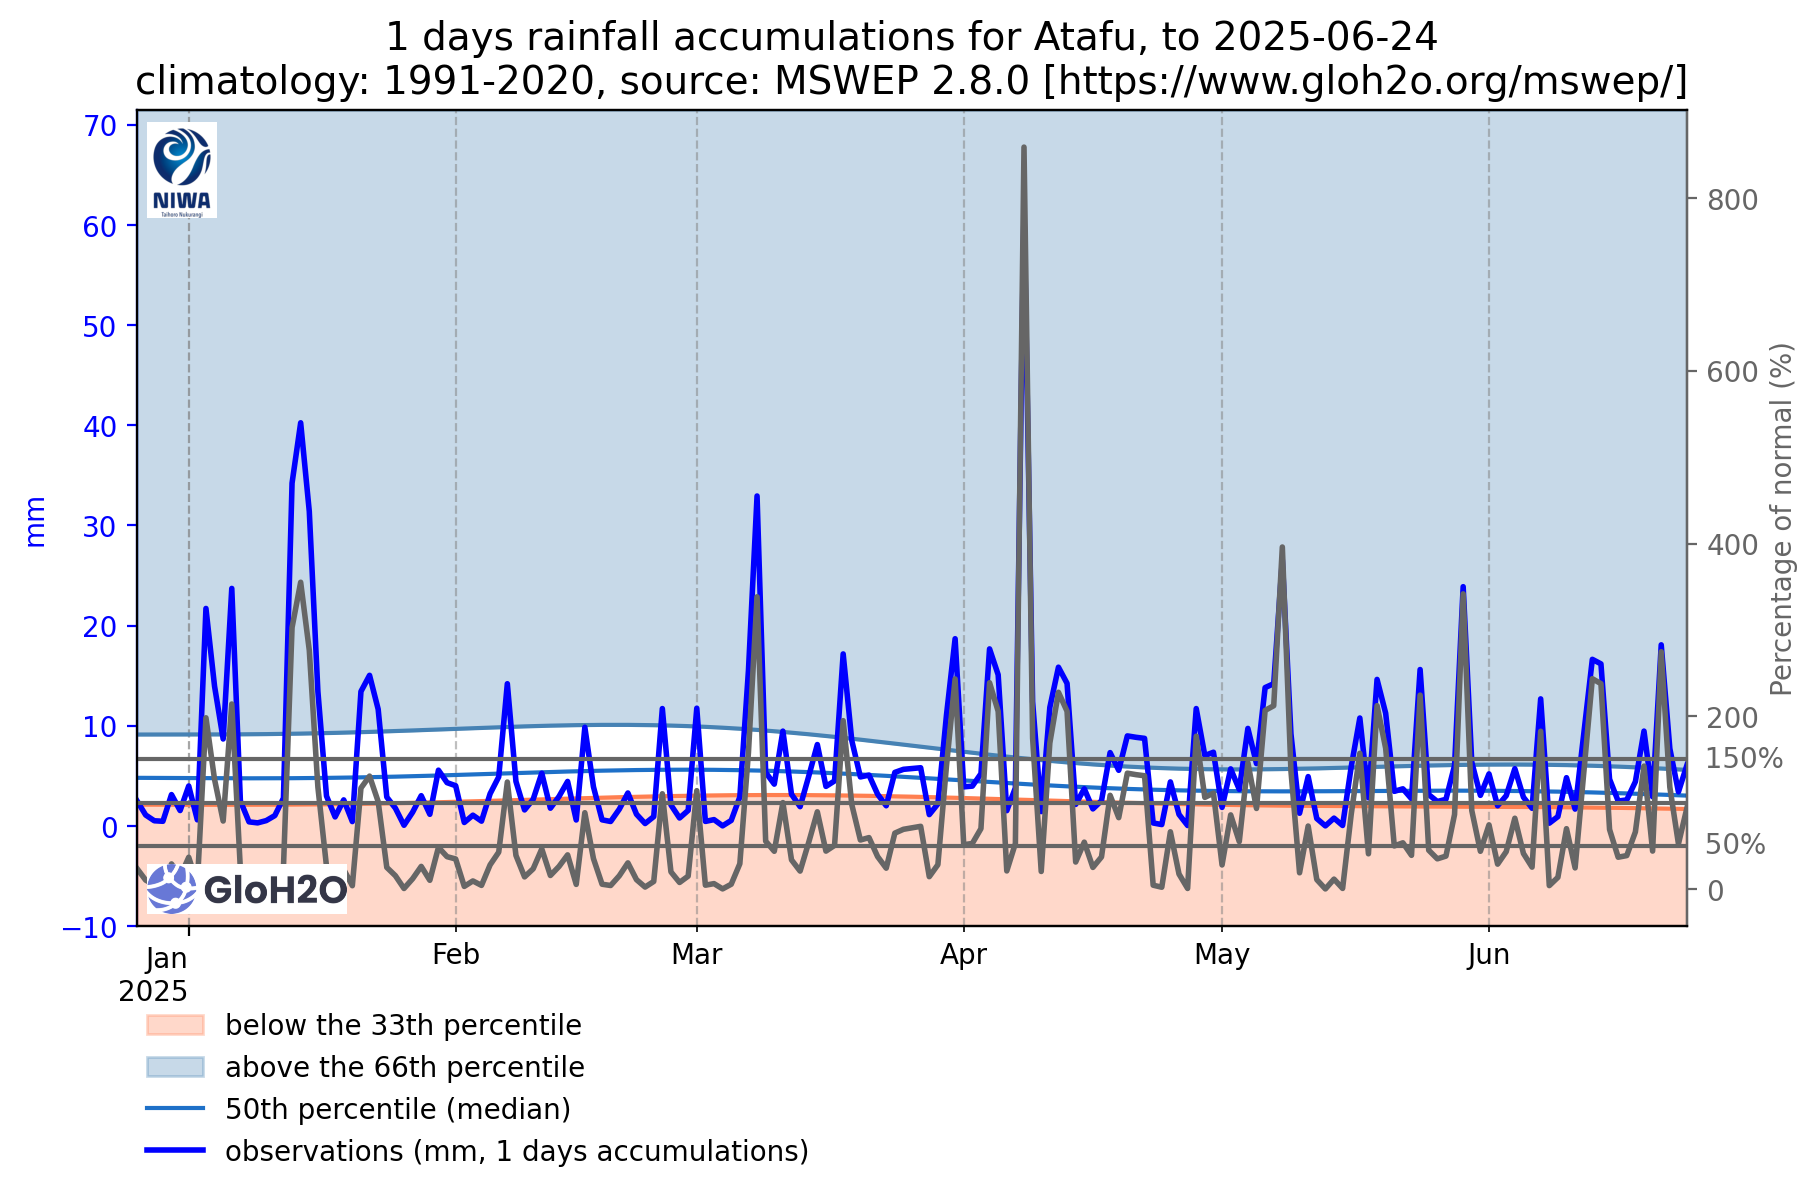 1 days rainfall accumulations for Atafu, to 2025-06-24
climatology: 1991-2020, source: MSWEP 2.8.0 [https://www.gloh2o.org/mswep/]
70
60
50
40
30
20
10
0
−10
mm
NIWA
Taihoro Nukurangi
GloH2O
800
600
400
200
150%
50%
0
Percentage of normal (%)
Jan
2025
Feb
Mar
Apr
May
Jun
below the 33th percentile
above the 66th percentile
50th percentile (median)
observations (mm, 1 days accumulations)